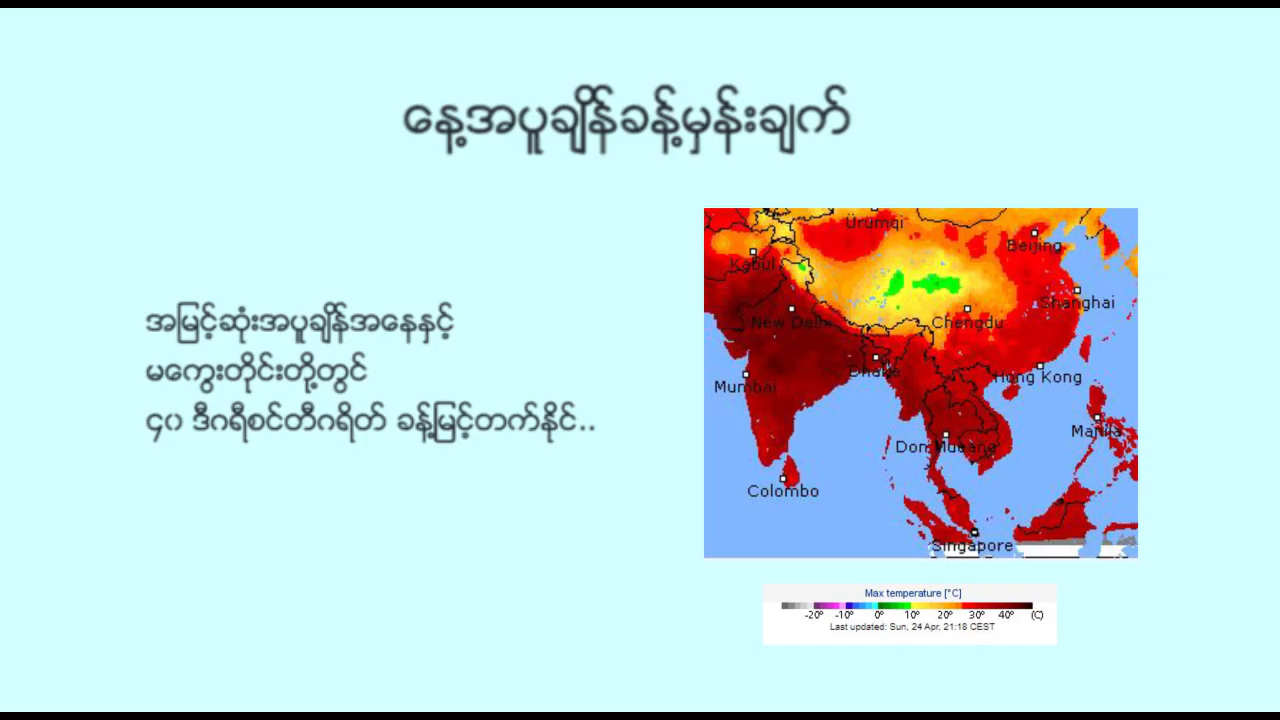 နေ့အပူချိန်ခန့်မှန်းချက်
အမြင့်ဆုံးအပူချိန်အနေနှင့်
မကွေးတိုင်းတို့တွင်
၄၀ ဒီဂရီစင်တီဂရိတ် ခန့်မြင့်တက်နိုင်..
Ürümqi
Beijing
Kabul
Shanghai
New Delhi
Chengdu
Dhaka
Hong Kong
Mumbai
Manila
Don Mueang
Colombo
Singapore
Max temperature [°C]
-20° -10° 0° 10° 20° 30° 40° (C)
Last updated: Sun, 24 Apr, 21:18 CEST